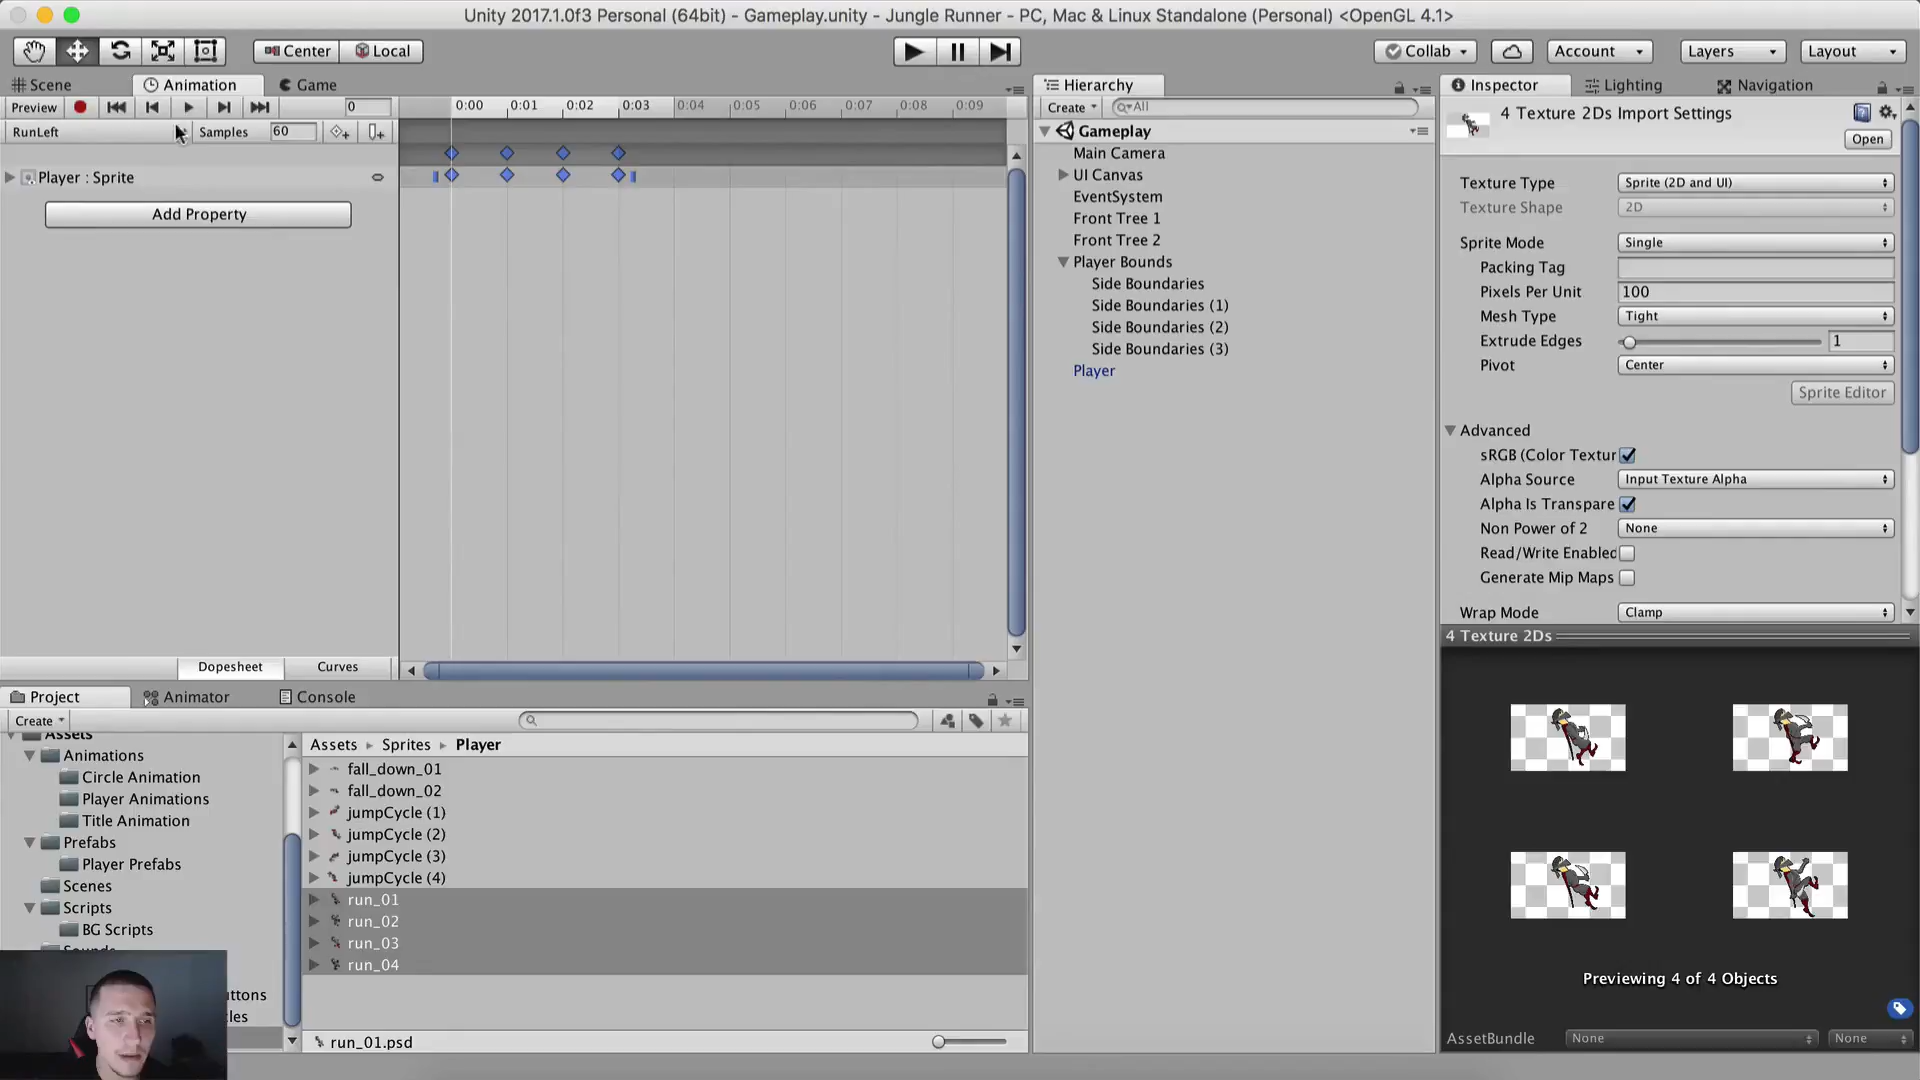 Unity 2017.1.0f3 Personal (64bit) - Gameplay.unity - Jungle Runner - PC, Mac & Linux Standalone (Personal) <OpenGL 4.1>
Center Local
Collab Account Layers Layout
Scene Animation Game
Preview 0
RunLeft Samples 60
0:00 0:01 0:02 0:03 0:04 0:05 0:06 0:07 0:08 0:09
Player : Sprite
Add Property
Dopesheet Curves
Hierarchy
Create All
Gameplay
Main Camera
UI Canvas
EventSystem
Front Tree 1
Front Tree 2
Player Bounds
Side Boundaries
Side Boundaries (1)
Side Boundaries (2)
Side Boundaries (3)
Player
Inspector Lighting Navigation
4 Texture 2Ds Import Settings
Open
Texture Type Sprite (2D and UI)
Texture Shape 2D
Sprite Mode Single
Packing Tag
Pixels Per Unit 100
Mesh Type Tight
Extrude Edges 1
Pivot Center
Sprite Editor
Advanced
sRGB (Color Textur
Alpha Source Input Texture Alpha
Alpha Is Transpare
Non Power of 2 None
Read/Write Enabled
Generate Mip Maps
Wrap Mode Clamp
4 Texture 2Ds
Previewing 4 of 4 Objects
AssetBundle None None
Project Animator Console
Create
Assets
Animations
Circle Animation
Player Animations
Title Animation
Prefabs
Player Prefabs
Scenes
Scripts
BG Scripts
Sounds
uttons
les
Assets Sprites Player
fall_down_01
fall_down_02
jumpCycle (1)
jumpCycle (2)
jumpCycle (3)
jumpCycle (4)
run_01
run_02
run_03
run_04
run_01.psd